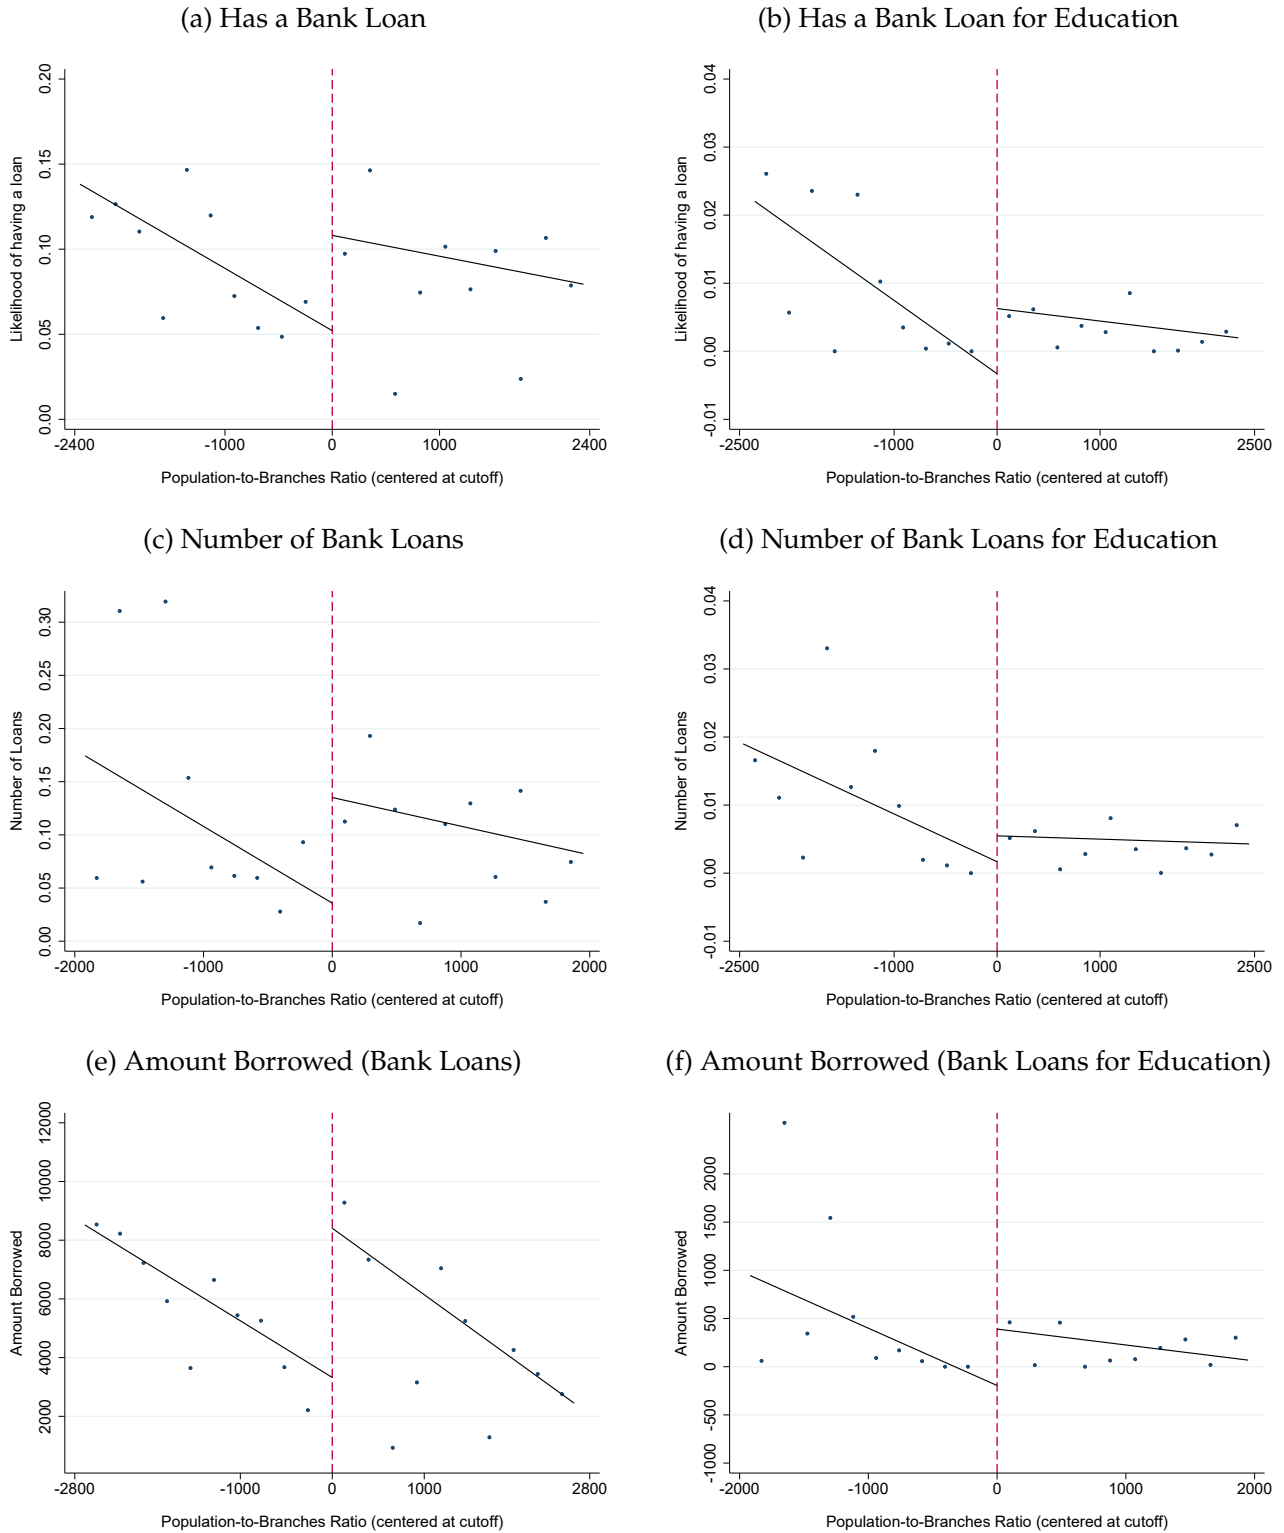 (a) Has a Bank Loan
Likelihood of having a loan
0.20
0.15
0.10
0.05
0.00
-2400 -1000 0 1000 2400
Population-to-Branches Ratio (centered at cutoff)
(b) Has a Bank Loan for Education
Likelihood of having a loan
0.04
0.03
0.02
0.01
0.00
-0.01
-2500 -1000 0 1000 2500
Population-to-Branches Ratio (centered at cutoff)
(c) Number of Bank Loans
Number of Loans
0.30
0.25
0.20
0.15
0.10
0.05
0.00
-2000 -1000 0 1000 2000
Population-to-Branches Ratio (centered at cutoff)
(d) Number of Bank Loans for Education
Number of Loans
0.04
0.03
0.02
0.01
0.00
-0.01
-2500 -1000 0 1000 2500
Population-to-Branches Ratio (centered at cutoff)
(e) Amount Borrowed (Bank Loans)
Amount Borrowed
12000
10000
8000
6000
4000
2000
-2800 -1000 0 1000 2800
Population-to-Branches Ratio (centered at cutoff)
(f) Amount Borrowed (Bank Loans for Education)
Amount Borrowed
2000
1500
1000
500
0
-500
-1000
-2000 -1000 0 1000 2000
Population-to-Branches Ratio (centered at cutoff)